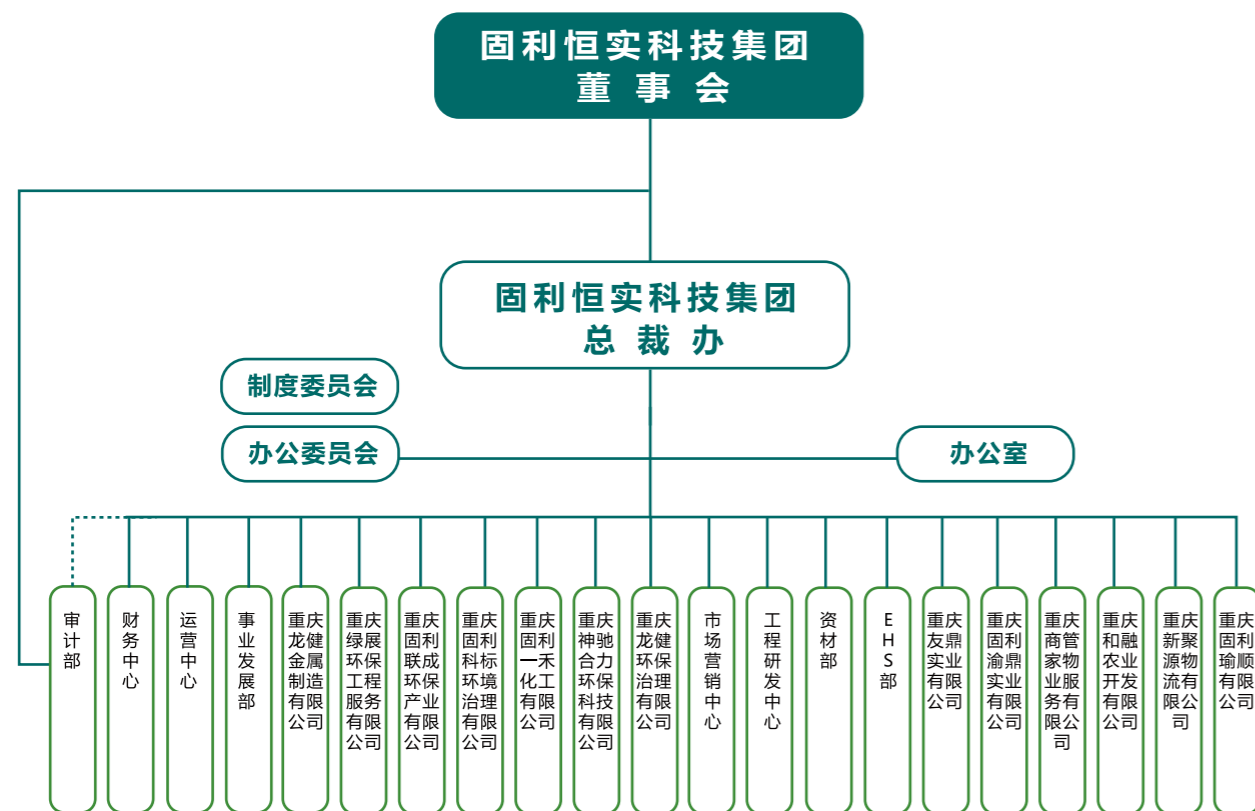 固利恒实科技集团
董事会
固利恒实科技集团
总裁办
制度委员会
办公委员会
办公室
审计部
财务中心
运营中心
事业发展部
重庆龙健金属制造有限公司
重庆绿展环保工程服务有限公司
重庆固利联成环保产业有限公司
重庆固利科标环境治理有限公司
重庆固利一禾化工有限公司
重庆神驰合力环保科技有限公司
重庆龙健环保治理有限公司
市场营销中心
工程研发中心
资材部
EHS部
重庆友鼎实业有限公司
重庆固利渝鼎实业有限公司
重庆商管家物业服务有限公司
重庆和融农业开发有限公司
重庆新聚源物流有限公司
重庆固利瑜顺有限公司